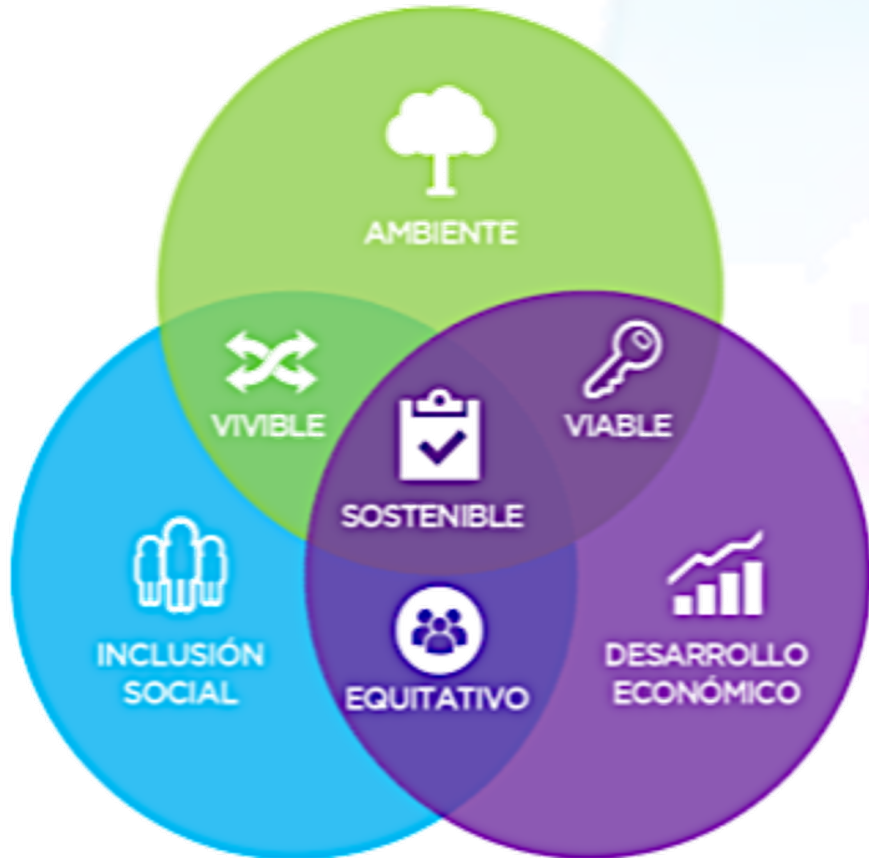 AMBIENTE
VIVIBLE
VIABLE
SOSTENIBLE
INCLUSIÓN
SOCIAL
EQUITATIVO
DESARROLLO
ECONÓMICO